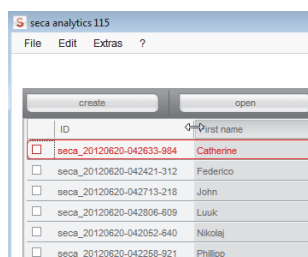 S seca analytics 115
File Edit Extras ?
create open
ID First name
seca_20120620-042633-984 Catherine
seca_20120620-042421-312 Federico
seca_20120620-042713-218 John
seca_20120620-042806-609 Luuk
seca_20120620-042052-640 Nikolaj
seca_20120620-042258-921 Philipp